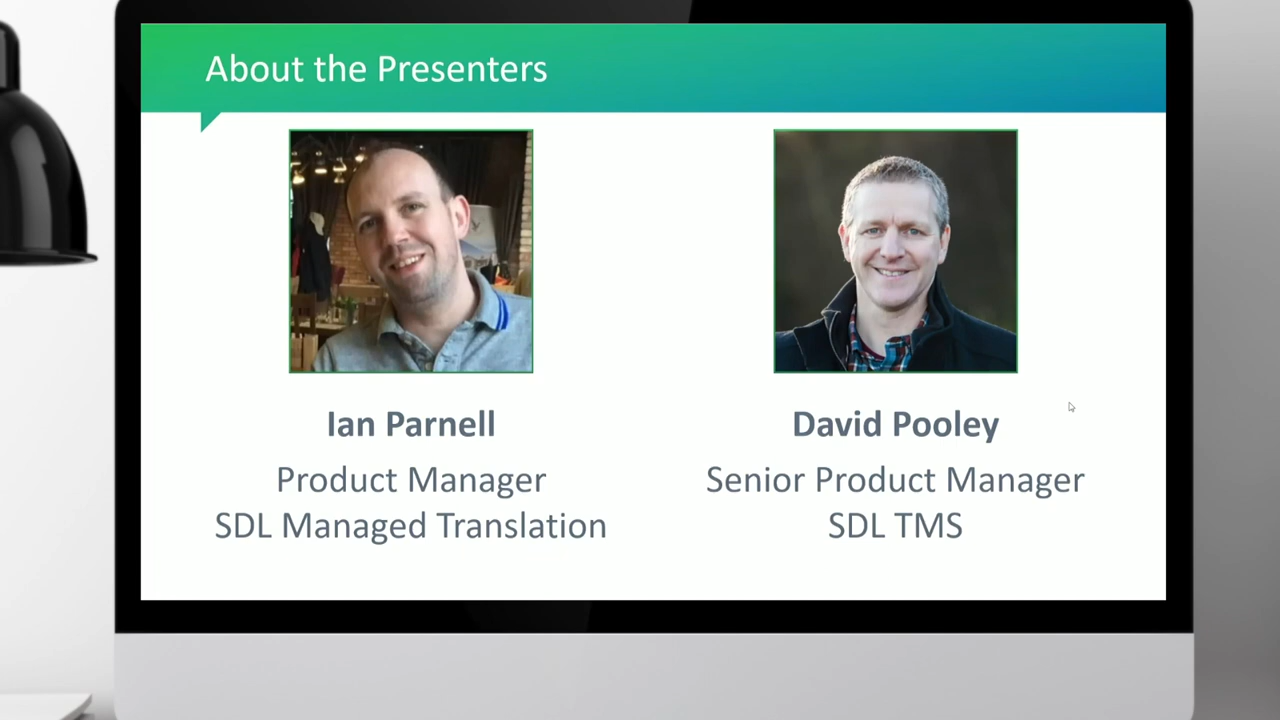 About the Presenters
Ian Parnell
Product Manager
SDL Managed Translation
David Pooley
Senior Product Manager
SDL TMS